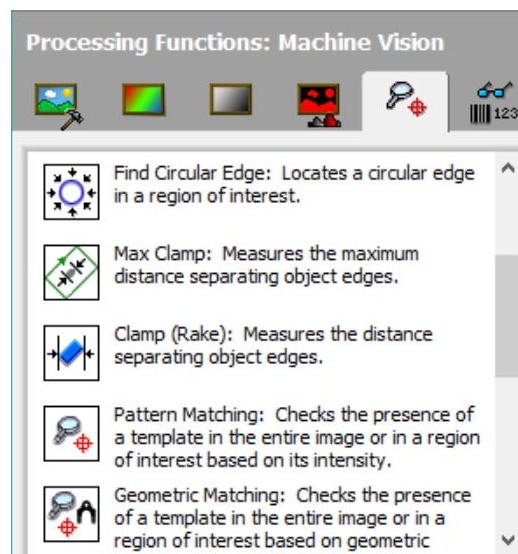 Processing Functions: Machine Vision
123
Find Circular Edge: Locates a circular edge
in a region of interest.
Max Clamp: Measures the maximum
distance separating object edges.
Clamp (Rake): Measures the distance
separating object edges.
Pattern Matching: Checks the presence of
a template in the entire image or in a region
of interest based on its intensity.
Geometric Matching: Checks the presence
of a template in the entire image or in a
region of interest based on geometric